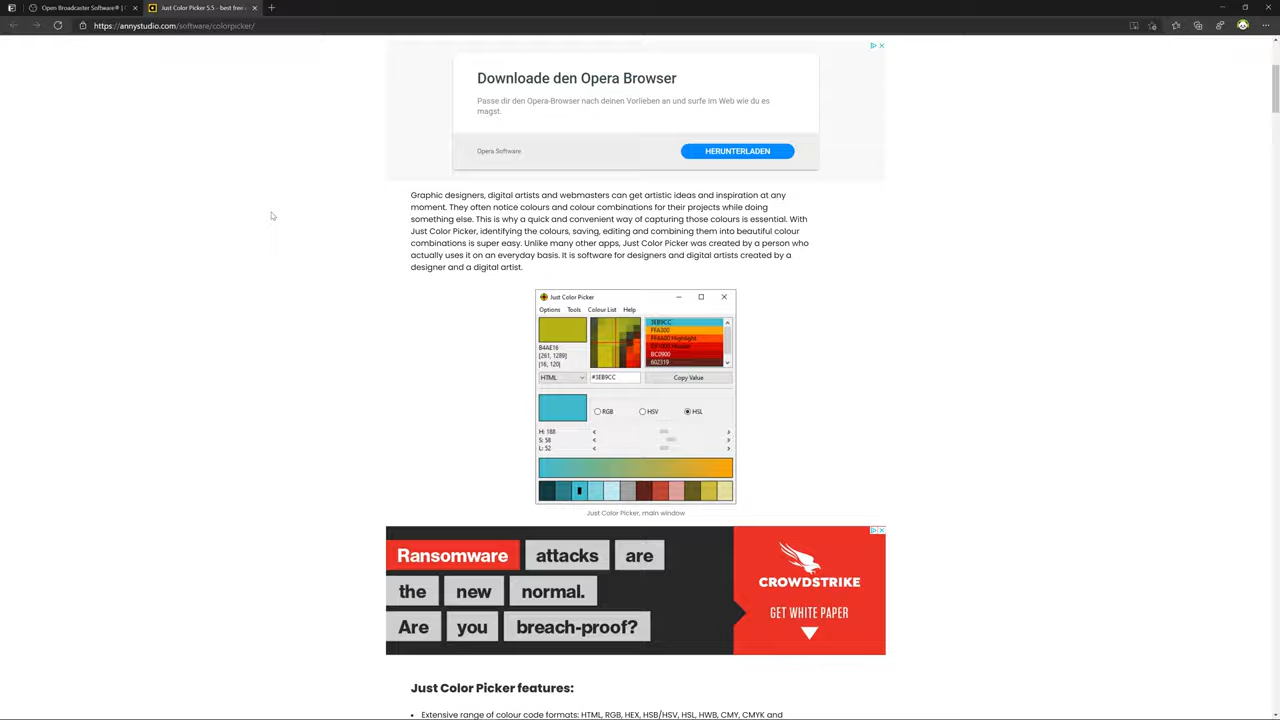 Open Broadcaster Software® |
Just Color Picker 5.5 - best free
https://annystudio.com/software/colorpicker/
Downloade den Opera Browser
Passe dir den Opera-Browser nach deinen Vorlieben an und surfe im Web wie du es
magst.
Opera Software
HERUNTERLADEN
Graphic designers, digital artists and webmasters can get artistic ideas and inspiration at any
moment. They often notice colours and colour combinations for their projects while doing
something else. This is why a quick and convenient way of capturing those colours is essential. With
Just Color Picker, identifying the colours, saving, editing and combining them into beautiful colour
combinations is super easy. Unlike many other apps, Just Color Picker was created by a person who
actually uses it on an everyday basis. It is software for designers and digital artists created by a
designer and a digital artist.
Just Color Picker
Options Tools Colour List Help
3EB9CC
FFA300
FF4A00 Highlight
BC0900
602319
B4AE16
[261, 1289]
[16, 120]
HTML #3EB9CC Copy Value
RGB HSV HSL
H: 188
S: 58
L: 52
Just Color Picker, main window
Ransomware attacks are
the new normal.
Are you breach-proof?
CROWDSTRIKE
GET WHITE PAPER
Just Color Picker features:
• Extensive range of colour code formats: HTML, RGB, HEX, HSB/HSV, HSL, HWB, CMY, CMYK and